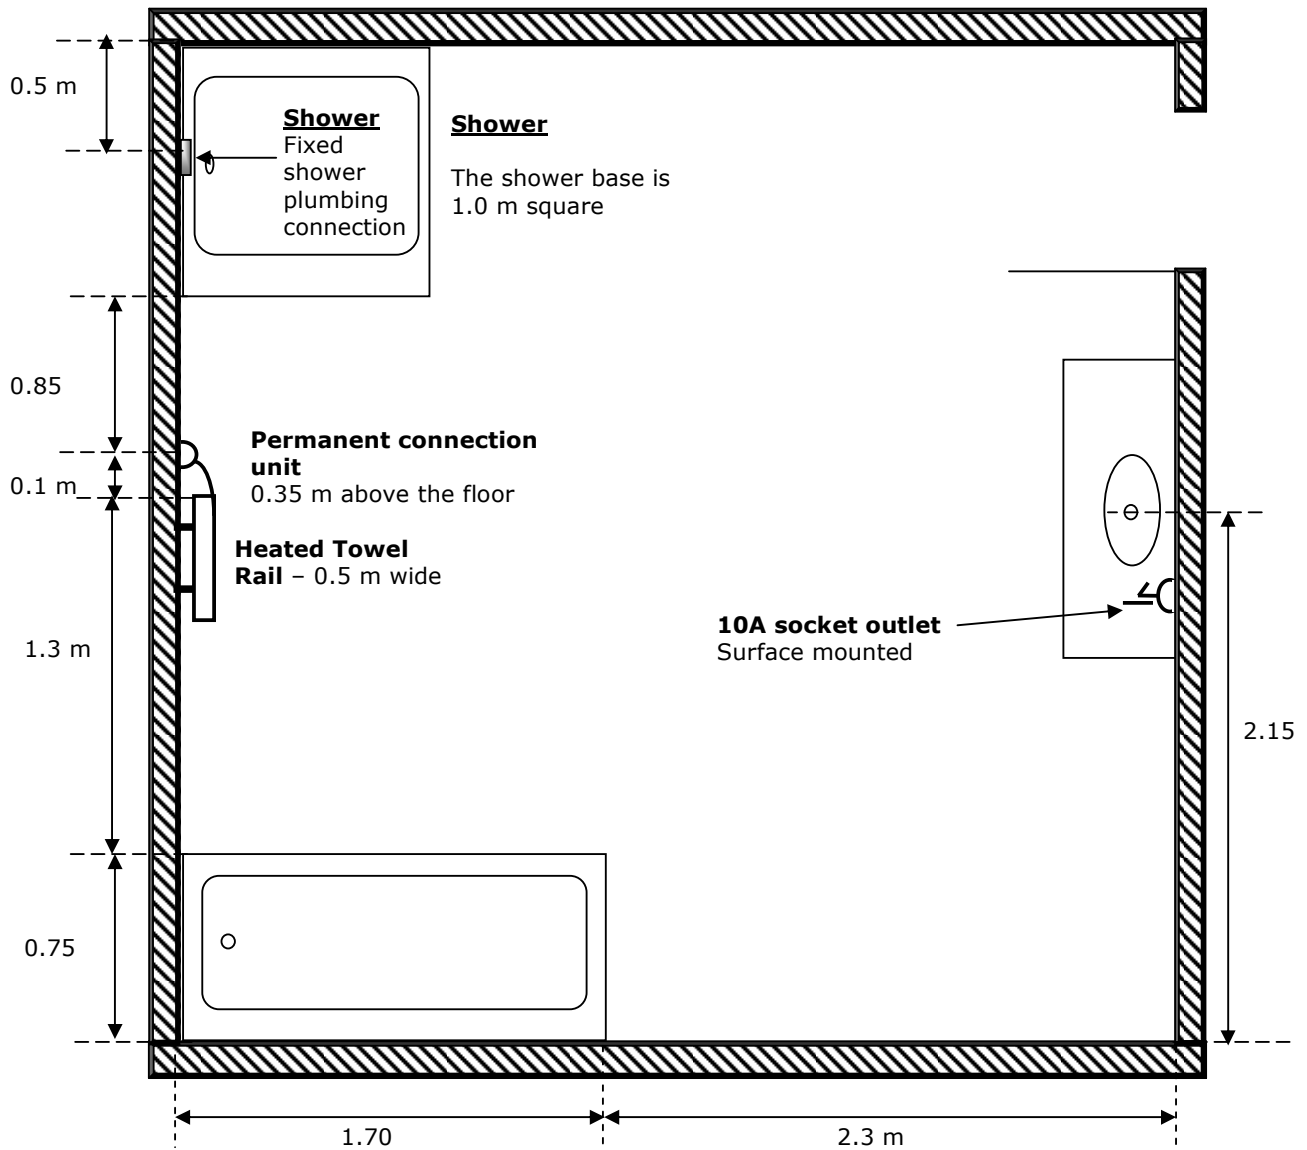 0.5 m
Shower
Fixed
shower
plumbing
connection
Shower
The shower base is
1.0 m square
0.85
Permanent connection
unit
0.35 m above the floor
0.1 m
Heated Towel
Rail – 0.5 m wide
10A socket outlet
Surface mounted
1.3 m
2.15
0.75
1.70
2.3 m